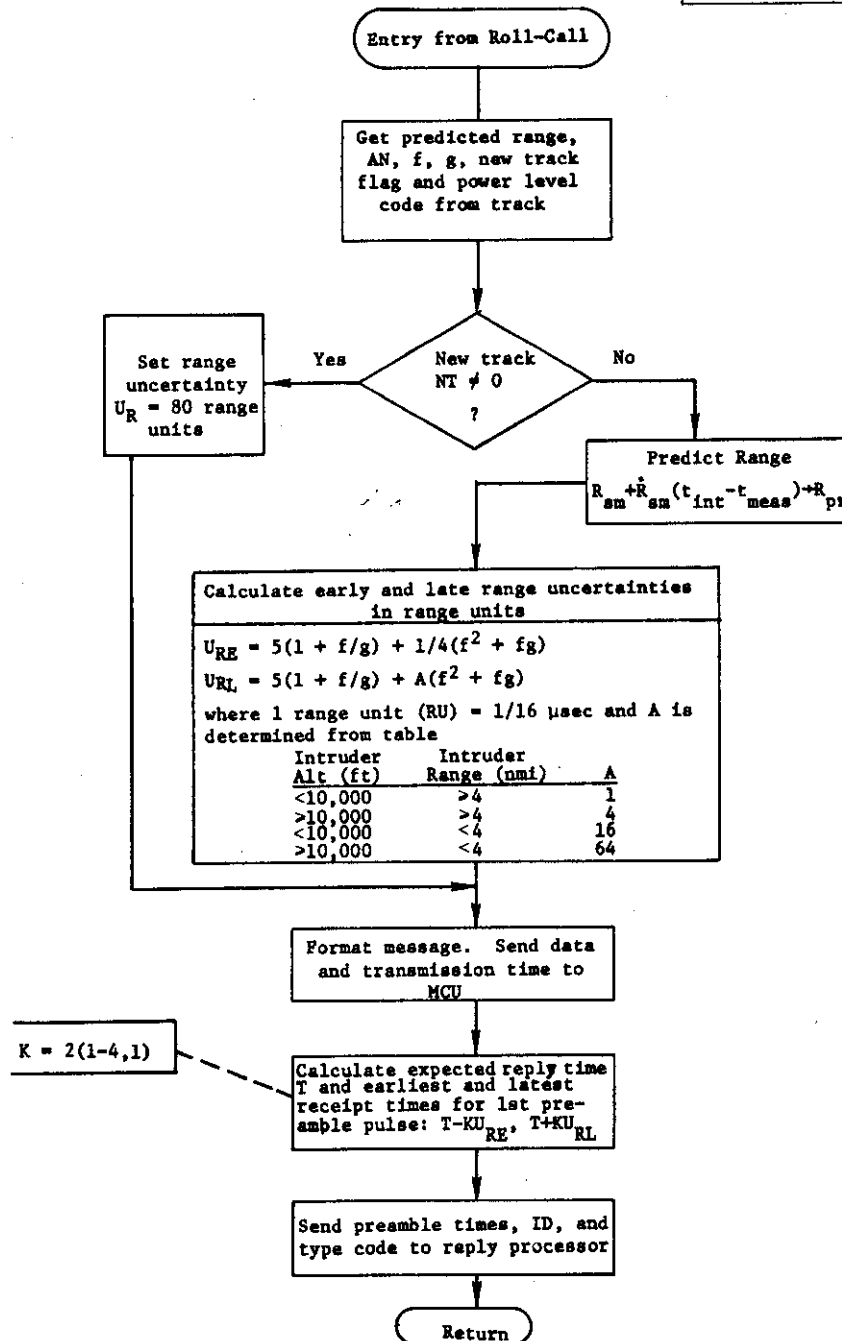 Entry from Roll-Call
Get predicted range,
AN, f, g, new track
flag and power level
code from track
Yes
New track
NT ≠ 0
?
No
Set range
uncertainty
U_R = 80 range
units
Predict Range
R_sm+Ṙ_sm(t_int-t_meas)→R_pr
Calculate early and late range uncertainties
in range units
U_RE = 5(1 + f/g) + 1/4(f² + fg)
U_RL = 5(1 + f/g) + A(f² + fg)
where 1 range unit (RU) = 1/16 μsec and A is
determined from table
Intruder Intruder
Alt (ft) Range (nmi) A
<10,000 ≥4 1
≥10,000 ≥4 4
<10,000 <4 16
≥10,000 <4 64
Format message. Send data
and transmission time to
MCU
K = 2(1-4,1)
Calculate expected reply time
T and earliest and latest
receipt times for 1st pre-
amble pulse: T-KU_RE, T+KU_RL
Send preamble times, ID, and
type code to reply processor
Return